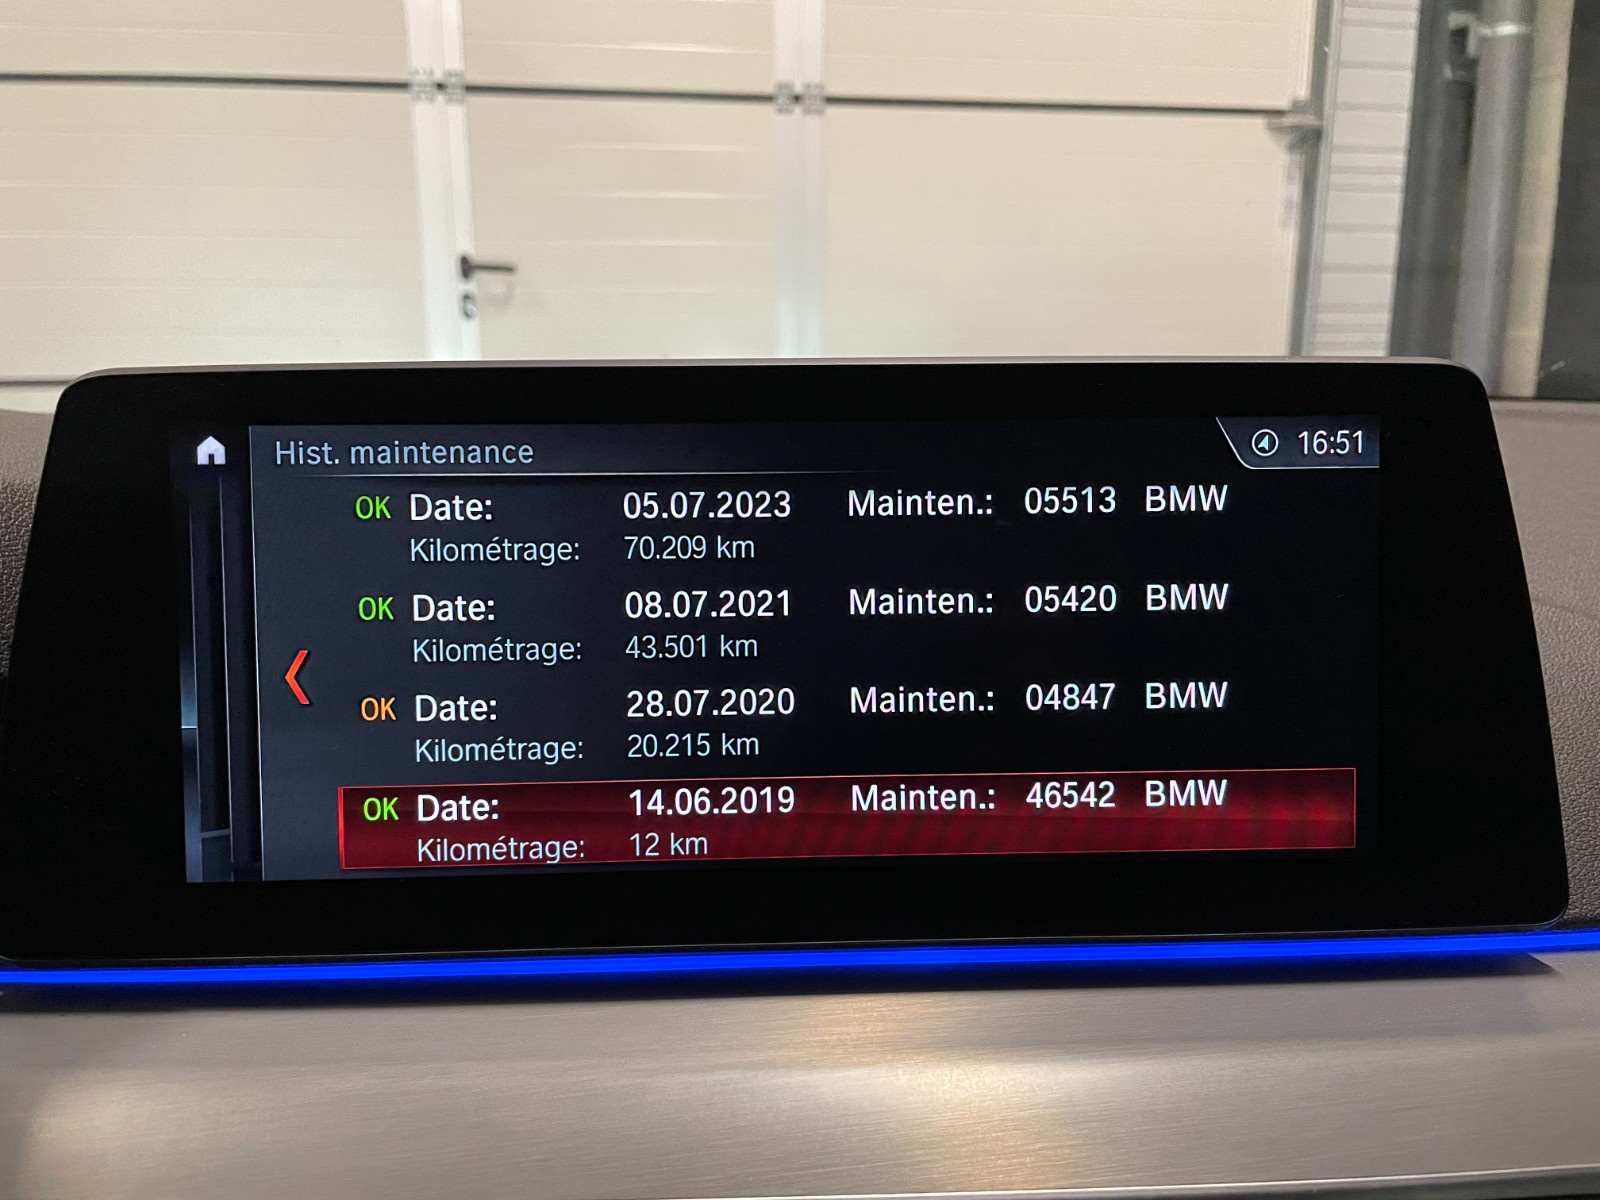 Hist. maintenance 16:51
OK Date: 05.07.2023 Mainten.: 05513 BMW
Kilométrage: 70.209 km
OK Date: 08.07.2021 Mainten.: 05420 BMW
Kilométrage: 43.501 km
OK Date: 28.07.2020 Mainten.: 04847 BMW
Kilométrage: 20.215 km
OK Date: 14.06.2019 Mainten.: 46542 BMW
Kilométrage: 12 km